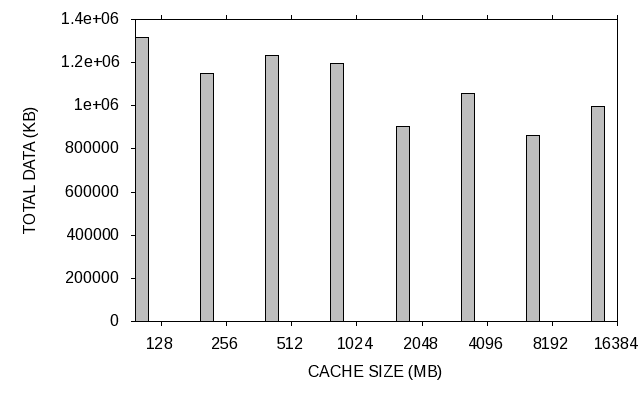 1.4e+06
1.2e+06
1e+06
800000
600000
400000
200000
0
TOTAL DATA (KB)
128 256 512 1024 2048 4096 8192 16384
CACHE SIZE (MB)